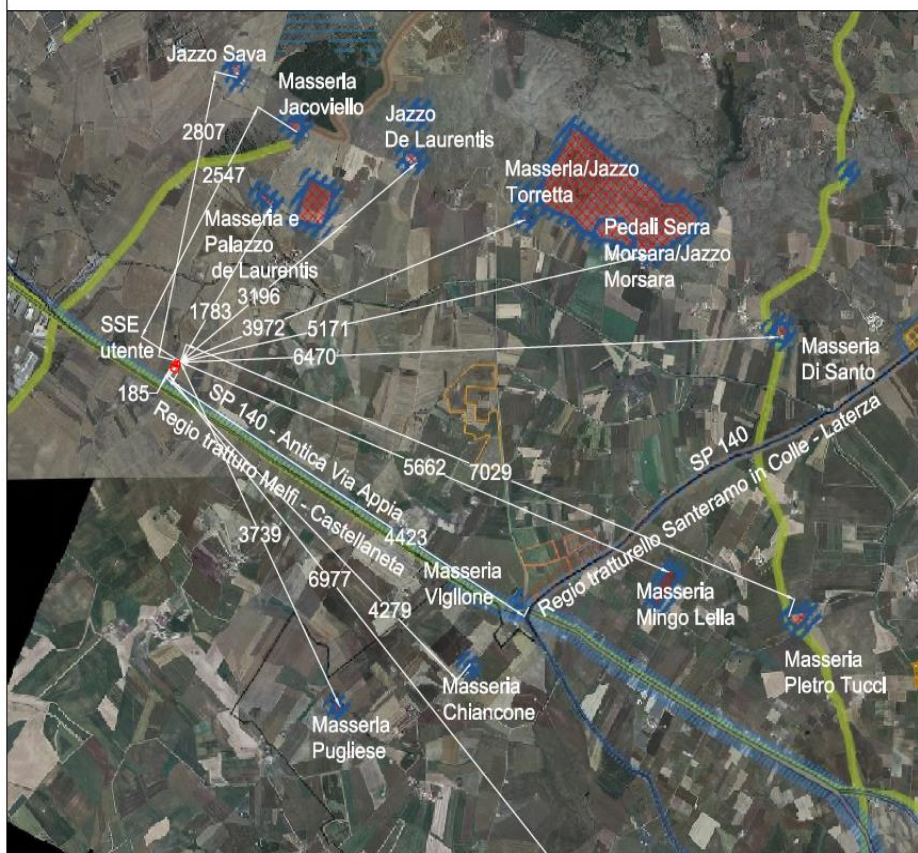 Jazzo Sava
Masseria
Jacoviello
Jazzo
De Laurentis
2807
2547
Masseria/Jazzo
Torretta
Masseria e
Palazzo
de Laurentis
Pedali Serra
Morsara/Jazzo
Morsara
1783
3196
3972
5171
6470
SSE
utente
185
Masseria
Di Santo
SP 140 - Antica Via Appia
Regio tratturo Melfi - Castellaneta
SP 140
Regio tratturello Santeramo in Colle - Laterza
5662
7029
3739
4423
6977
4279
Masseria
VIglione
Masseria
Mingo Lella
Masseria
Pietro Tucci
Masseria
Chiancone
Masseria
Pugliese